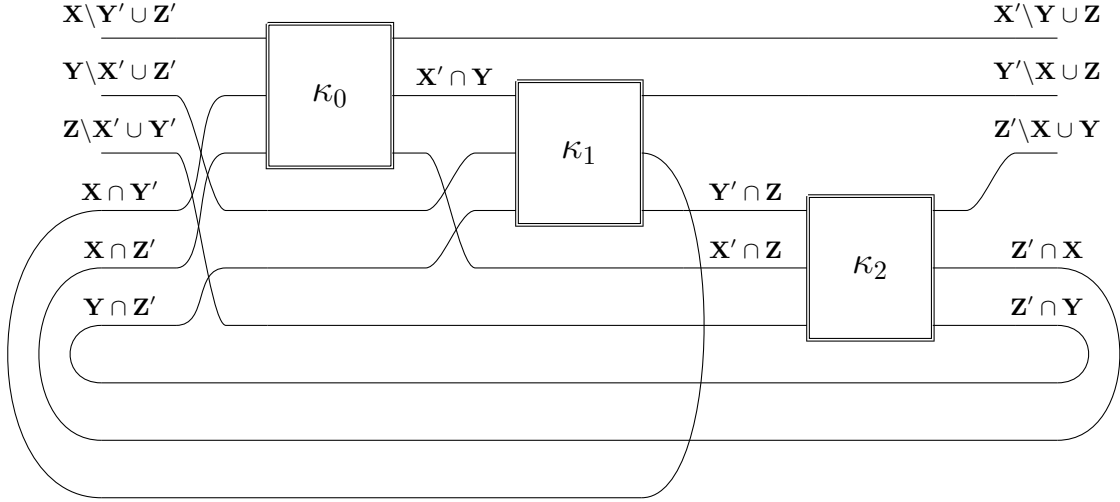 X\Y′ ∪ Z′
X′\Y ∪ Z
Y\X′ ∪ Z′
X′ ∩ Y
Y′\X ∪ Z
κ₀
Z\X′ ∪ Y′
κ₁
Z′\X ∪ Y
X ∩ Y′
Y′ ∩ Z
X ∩ Z′
X′ ∩ Z
κ₂
Z′ ∩ X
Y ∩ Z′
Z′ ∩ Y